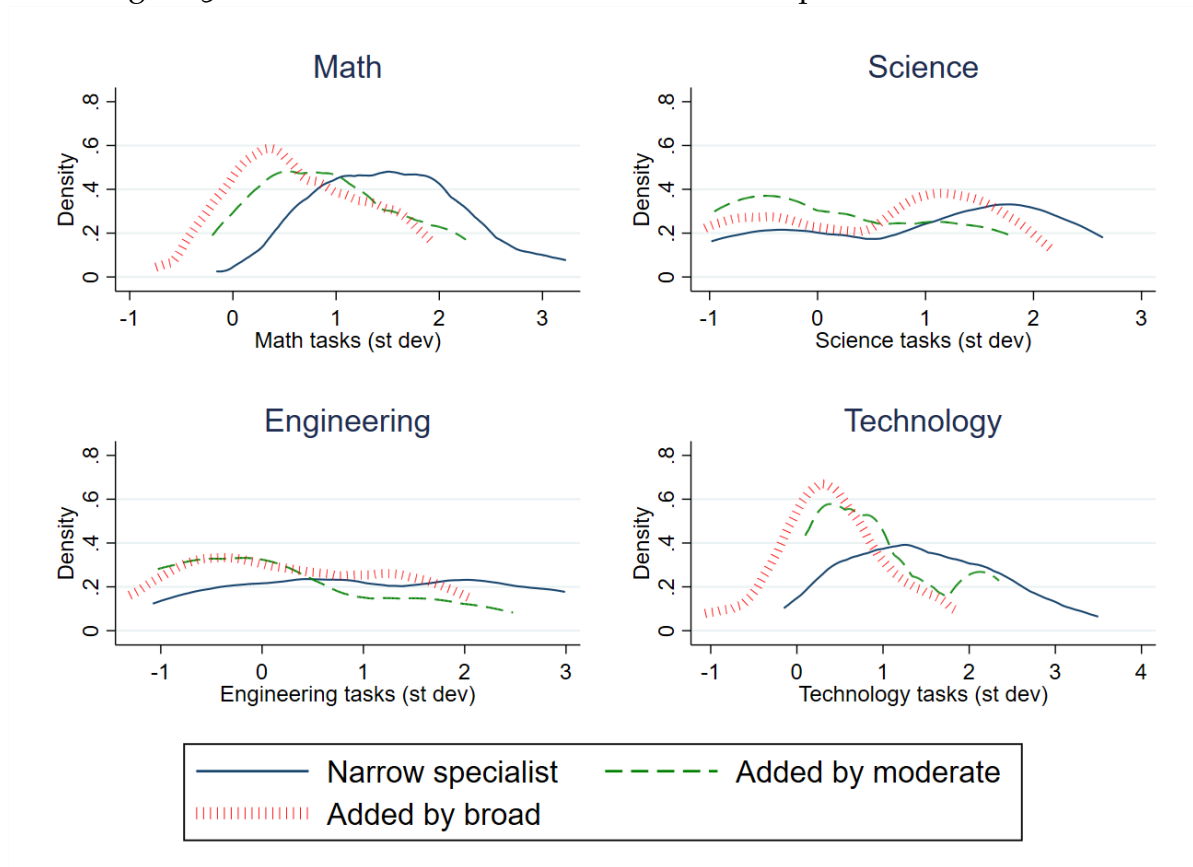 Math
Science
Density
0 .2 .4 .6 .8
-1 0 1 2 3
Math tasks (st dev)
Density
0 .2 .4 .6 .8
-1 0 1 2 3
Science tasks (st dev)
Engineering
Technology
Density
0 .2 .4 .6 .8
-1 0 1 2 3
Engineering tasks (st dev)
Density
0 .2 .4 .6 .8
-1 0 1 2 3 4
Technology tasks (st dev)
Narrow specialist
Added by moderate
Added by broad